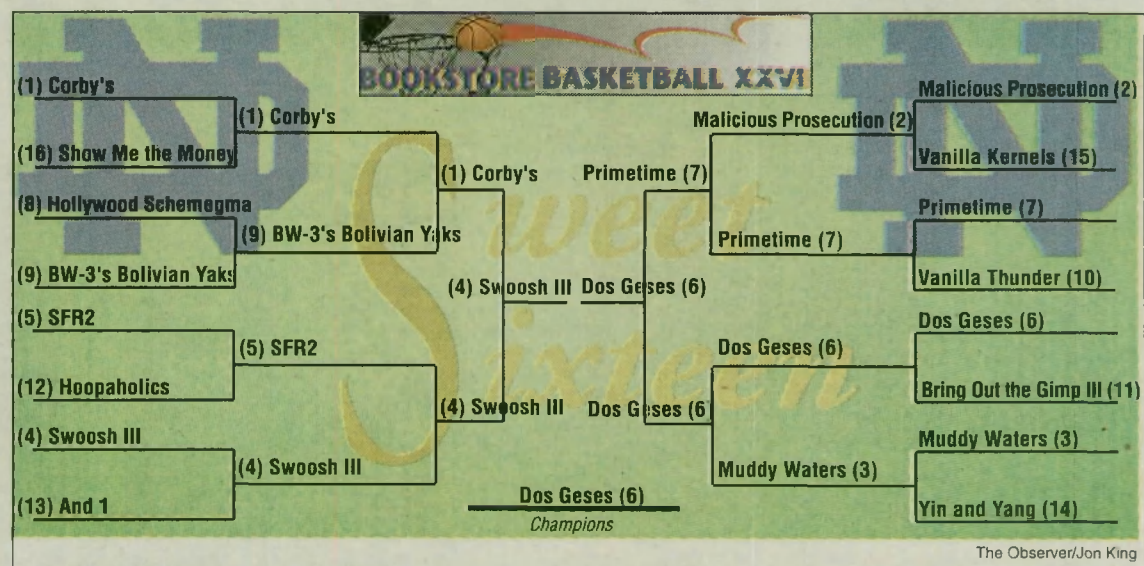 BOOKSTORE BASKETBALL XXVI
Sweet
Sixteen
(1) Corby's
(16) Show Me the Money
(8) Hollywood Schemegma
(9) BW-3's Bolivian Yaks
(5) SFR2
(12) Hoopaholics
(4) Swoosh III
(13) And 1
(1) Corby's
(9) BW-3's Bolivian Yaks
(5) SFR2
(4) Swoosh III
(1) Corby's
(4) Swoosh III
(4) Swoosh III
Dos Geses (6)
Primetime (7)
Dos Geses (6
Malicious Prosecution (2)
Primetime (7)
Dos Geses (6)
Muddy Waters (3)
Malicious Prosecution (2)
Vanilla Kernels (15)
Primetime (7)
Vanilla Thunder (10)
Dos Geses (6)
Bring Out the Gimp III (11)
Muddy Waters (3)
Yin and Yang (14)
Dos Geses (6)
Champions
The Observer/Jon King